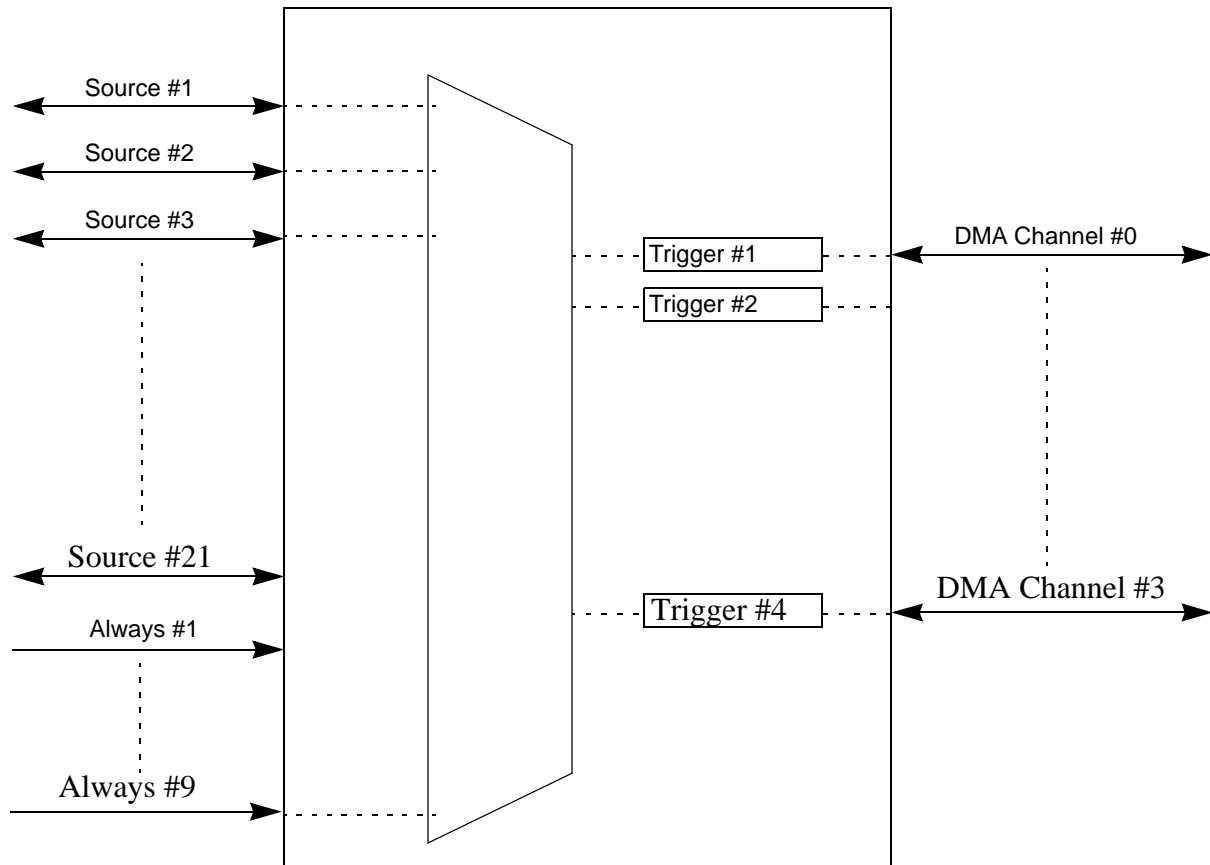 Source #1
Source #2
Source #3
Source #21
Always #1
Always #9
Trigger #1
Trigger #2
Trigger #4
DMA Channel #0
DMA Channel #3